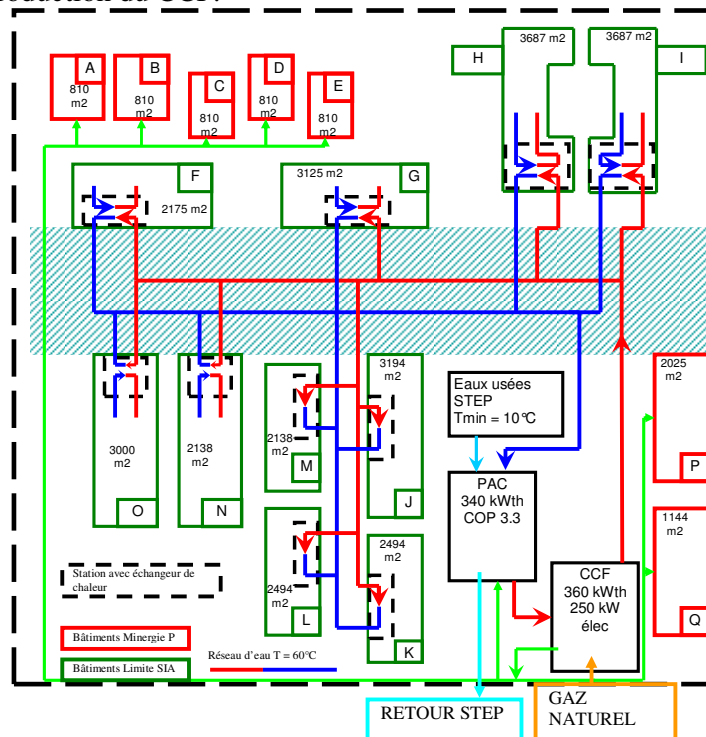 H
3687 m2
3687 m2
I
A
B
C
D
E
810
m2
810
m2
810
m2
810
m2
810
m2
F
2175 m2
3125 m2
G
3000
m2
O
2138
m2
N
2138
m2
M
3194
m2
J
2494
m2
L
2494
m2
K
Eaux usées
STEP
Tmin = 10°C
PAC
340 kWth
COP 3.3
CCF
360 kWth
250 kW
élec
2025
m2
P
1144
m2
Q
Station avec échangeur de
chaleur
Bâtiments Minergie P
Bâtiments Limite SIA
Réseau d'eau T = 60°C
RETOUR STEP
GAZ
NATUREL